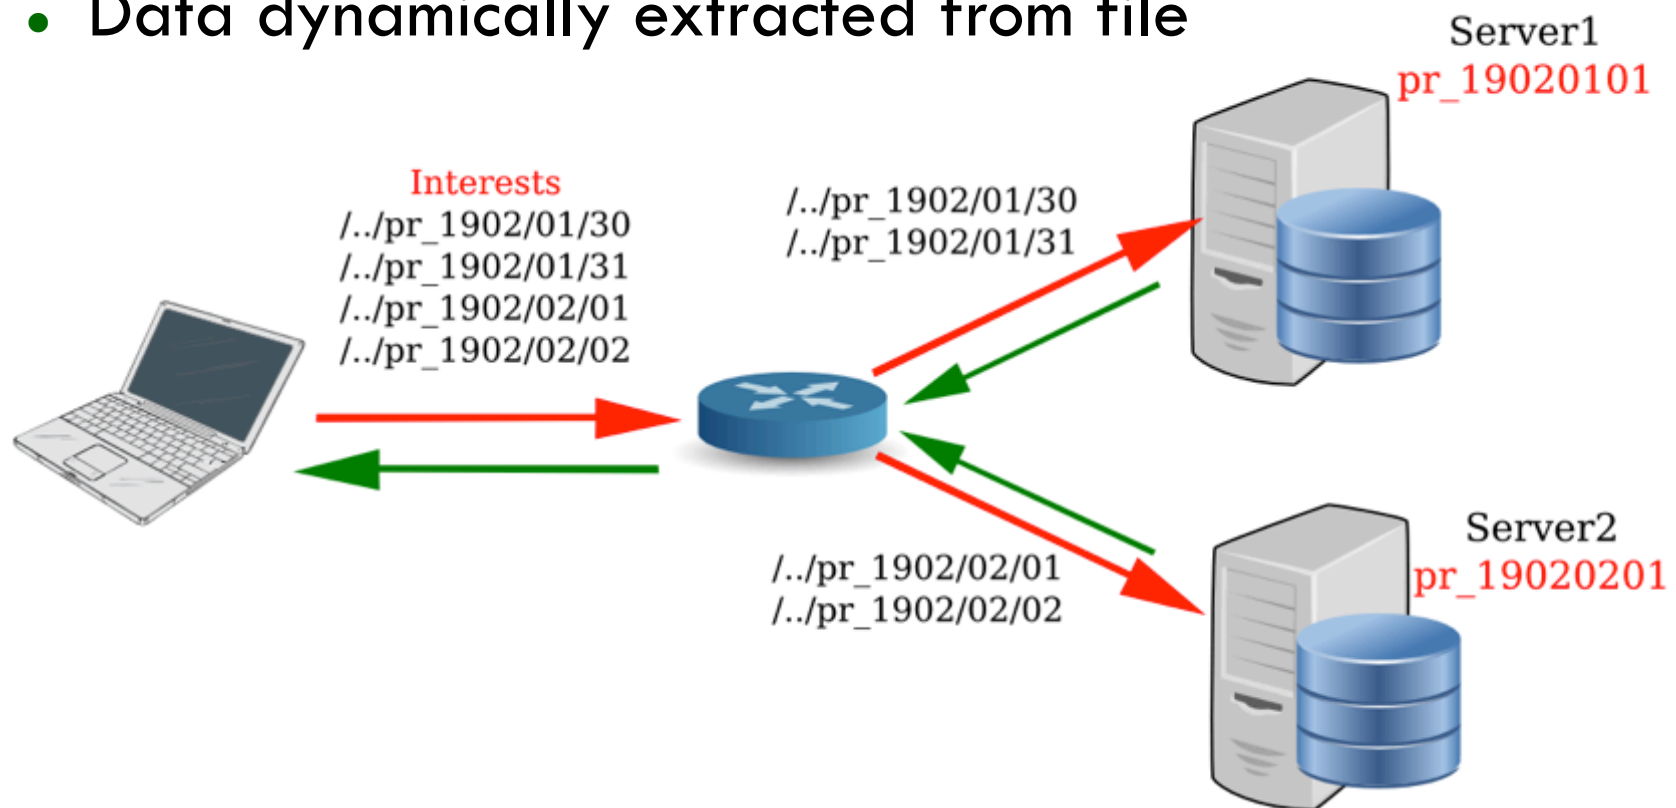 • Data dynamically extracted from file
Server1
pr_19020101
Interests
/../pr_1902/01/30
/../pr_1902/01/31
/../pr_1902/02/01
/../pr_1902/02/02
/../pr_1902/01/30
/../pr_1902/01/31
/../pr_1902/02/01
/../pr_1902/02/02
Server2
pr_19020201